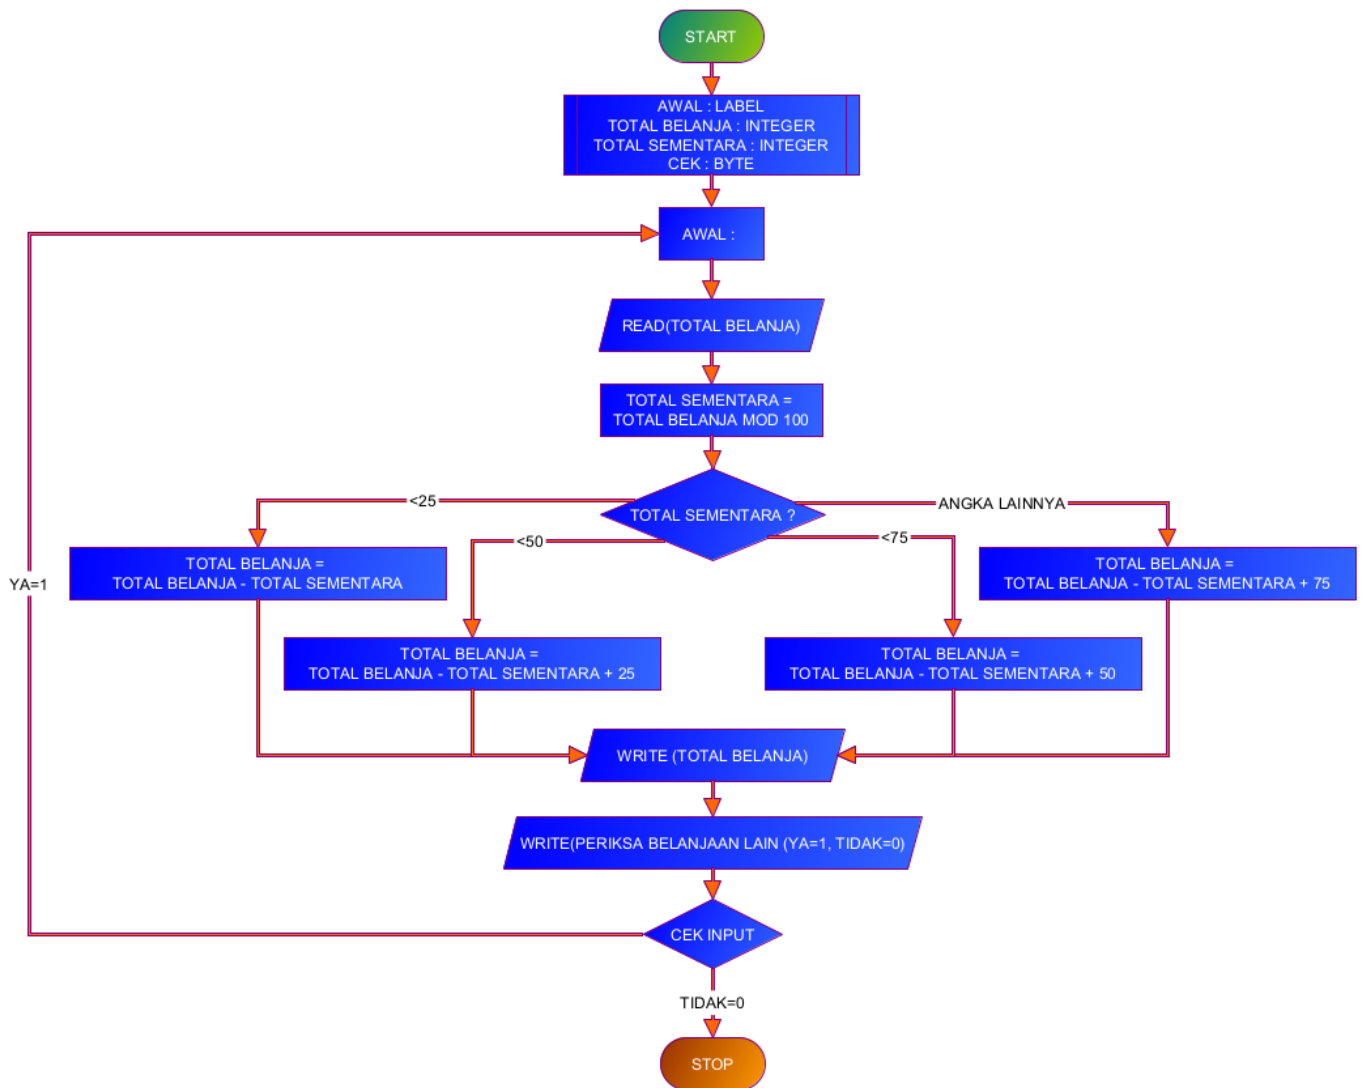 START
AWAL : LABEL
TOTAL BELANJA : INTEGER
TOTAL SEMENTARA : INTEGER
CEK : BYTE
AWAL :
READ(TOTAL BELANJA)
TOTAL SEMENTARA =
TOTAL BELANJA MOD 100
TOTAL SEMENTARA ?
<25
<50
<75
ANGKA LAINNYA
TOTAL BELANJA =
TOTAL BELANJA - TOTAL SEMENTARA
TOTAL BELANJA =
TOTAL BELANJA - TOTAL SEMENTARA + 25
TOTAL BELANJA =
TOTAL BELANJA - TOTAL SEMENTARA + 50
TOTAL BELANJA =
TOTAL BELANJA - TOTAL SEMENTARA + 75
WRITE (TOTAL BELANJA)
WRITE(PERIKSA BELANJAAN LAIN (YA=1, TIDAK=0)
CEK INPUT
YA=1
TIDAK=0
STOP